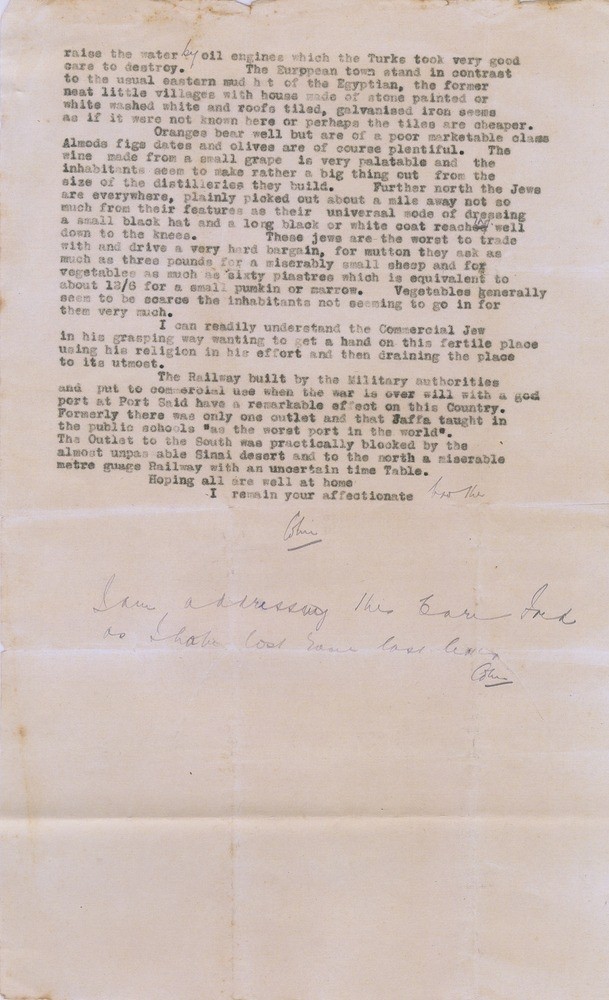 raise the water by oil engines which the Turks took very good
care to destroy. The Eurppean town stand in contrast
to the usual eastern mud h t of the Egyptian, the former
neat little villages with house made of stone painted or
white washed white and roofs tiled, galvanised iron seems
as if it were not known here or perhaps the tiles are cheaper.
Oranges bear well but are of a poor marketable class
Almods figs dates and olives are of course plentiful. The
wine made from a small grape is very palatable and the
inhabitants seem to make rather a big thing out from the
size of the distilleries they build. Further north the Jews
are everywhere, plainly picked out about a mile away not so
much from their features as their universal mode of dressing
a small black hat and a long black or white coat reaching well
down to the knees. These jews are the worst to trade
with and drive a very hard bargain, for mutton they ask as
much as three pounds for a miserably small sheep and for
vegetables as much as sixty piastres which is equivalent to
about 12/6 for a small pumkin or marrow. Vegetables generally
seem to be scarce the inhabitants not seeming to go in for
them very much.
I can readily understand the Commercial Jew
in his grasping way wanting to get a hand on this fertile place
using his religion in his effort and then draining the place
to its utmost.
The Railway built by the Military authorities
and put to commercial use when the war is over will with a god
port at Port Said have a remarkable effect on this Country.
Formerly there was only one outlet and that Jaffa taught in
the public schools "as the worst port in the world".
The Outlet to the South was practically blocked by the
almost unpas able Sinai desert and to the north a miserable
metre guage Railway with an uncertain time Table.
Hoping all are well at home
I remain your affectionate brother
Colin
I am addressing this Care Fred
as I have lost your last letter
Colin